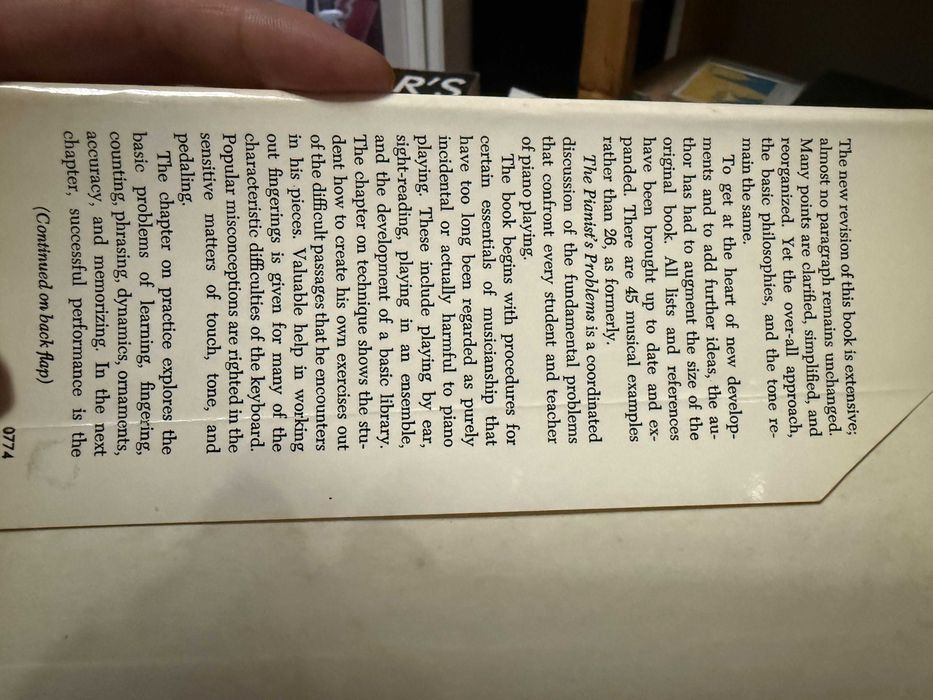 R'S
The new revision of this book is extensive;
almost no paragraph remains unchanged.
Many points are clarified, simplified, and
reorganized. Yet the over-all approach,
the basic philosophies, and the tone re-
main the same.
To get at the heart of new develop-
ments and to add further ideas, the au-
thor has had to augment the size of the
original book. All lists and references
have been brought up to date and ex-
panded. There are 45 musical examples
rather than 26, as formerly.
The Pianist's Problems is a coordinated
discussion of the fundamental problems
that confront every student and teacher
of piano playing.
The book begins with procedures for
certain essentials of musicianship that
have too long been regarded as purely
incidental or actually harmful to piano
playing. These include playing by ear,
sight-reading, playing in an ensemble,
and the development of a basic library.
The chapter on technique shows the stu-
dent how to create his own exercises out
of the difficult passages that he encounters
in his pieces. Valuable help in working
out fingerings is given for many of the
characteristic difficulties of the keyboard.
Popular misconceptions are righted in the
sensitive matters of touch, tone, and
pedaling.
The chapter on practice explores the
basic problems of learning, fingering,
counting, phrasing, dynamics, ornaments,
accuracy, and memorizing. In the next
chapter, successful performance is the
(Continued on back flap)
0774